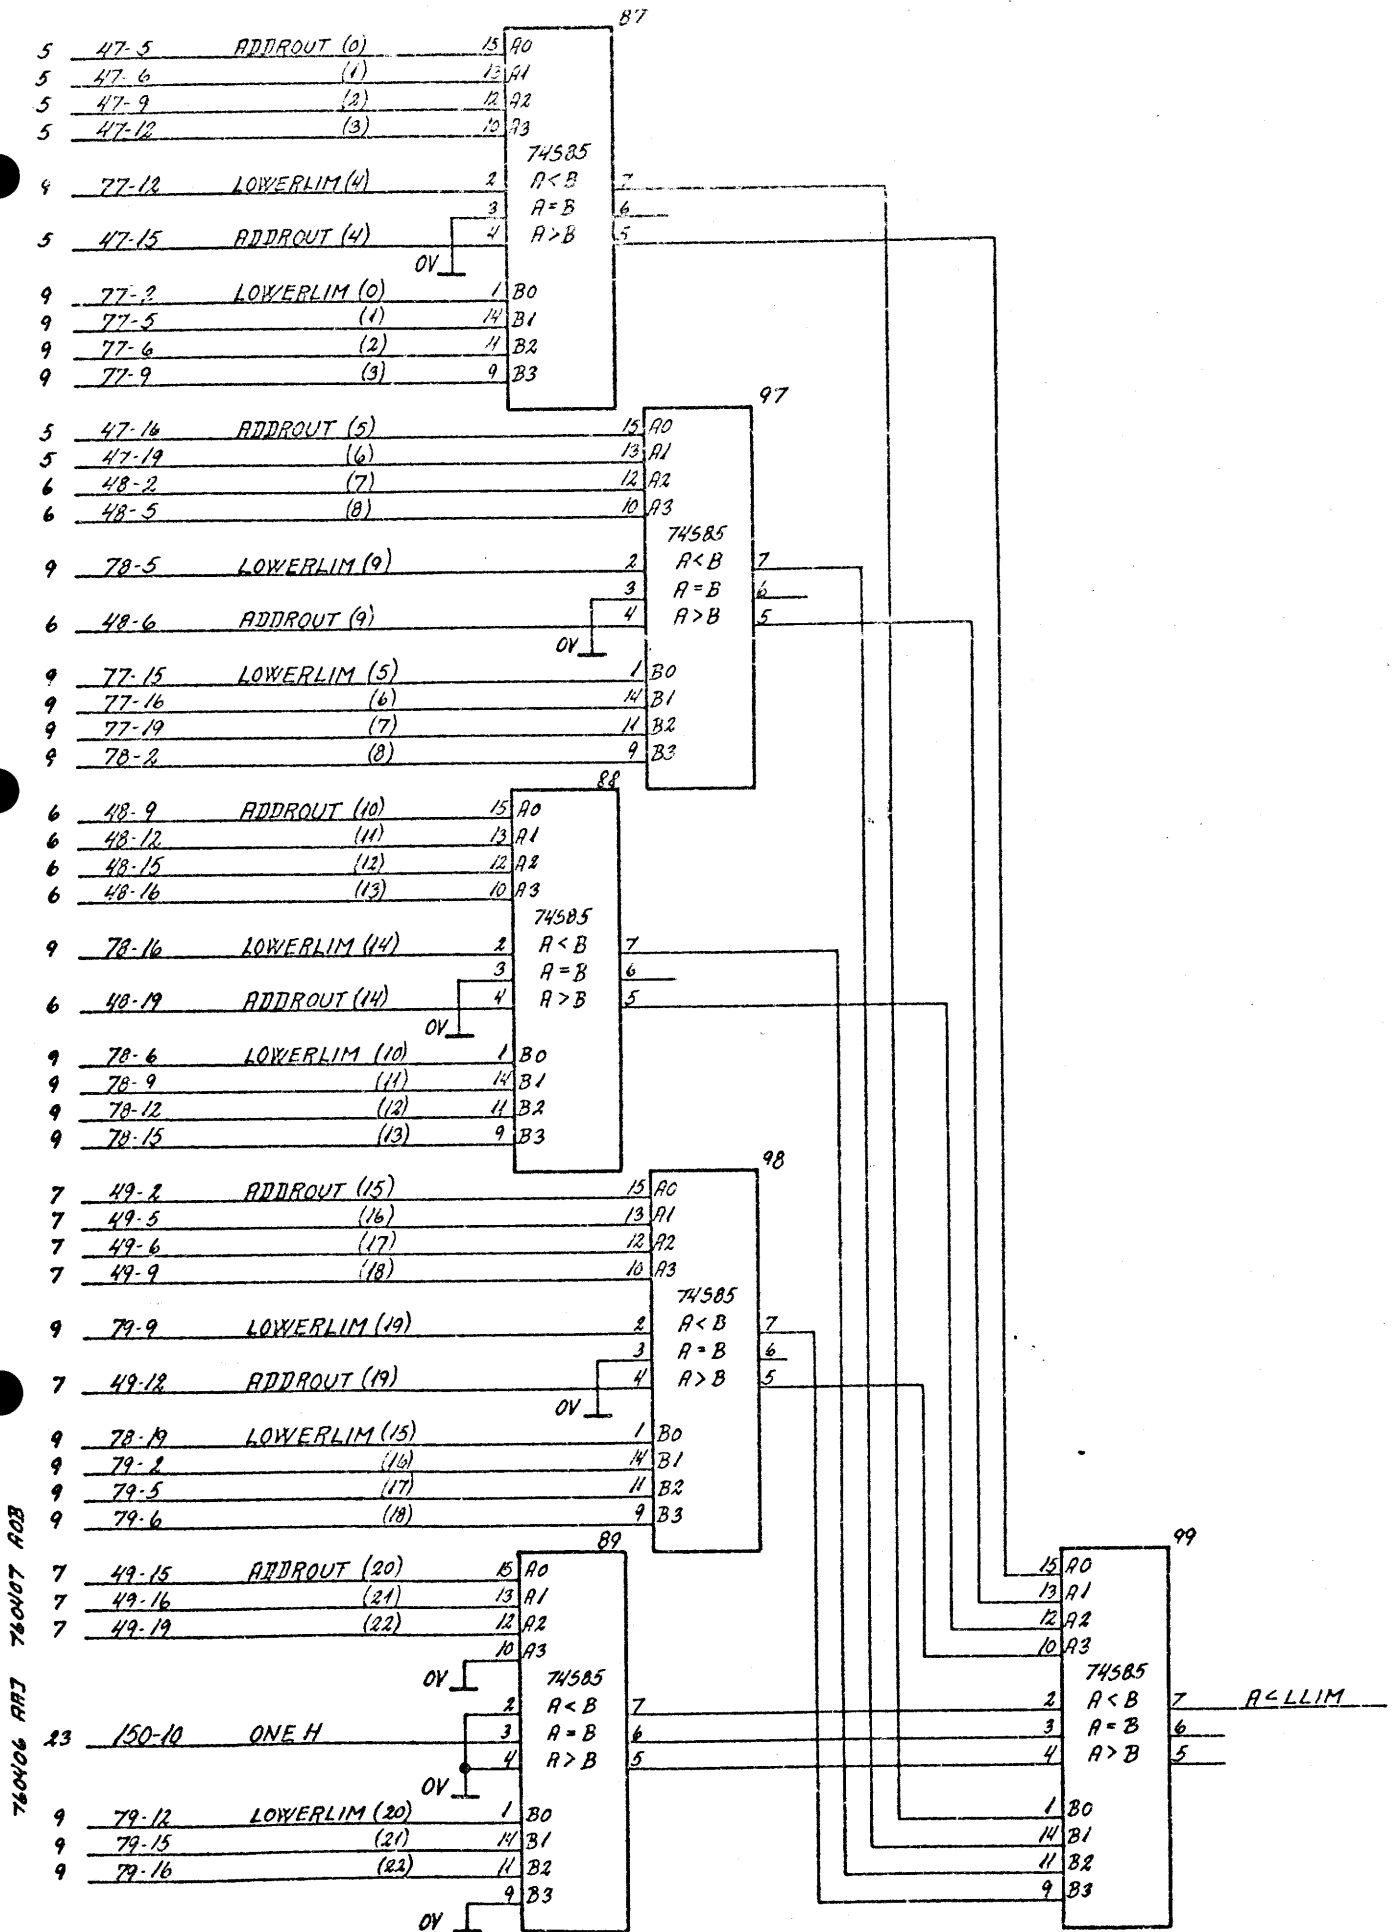 87
5 47-5 ADDROUT (0) 15 A0
5 47-6 (1) 13 A1
5 47-9 (2) 12 A2
5 47-12 (3) 10 A3
74S85
9 77-12 LOWERLIM (4) 2 A<B 7
3 A=B 6
5 47-15 ADDROUT (4) 4 A>B 5
0V
9 77-2 LOWERLIM (0) 1 B0
9 77-5 (1) 14 B1
9 77-6 (2) 11 B2
9 77-9 (3) 9 B3
97
5 47-16 ADDROUT (5) 15 A0
5 47-19 (6) 13 A1
6 48-2 (7) 12 A2
6 48-5 (8) 10 A3
74S85
9 78-5 LOWERLIM (9) 2 A<B 7
3 A=B 6
6 48-6 ADDROUT (9) 4 A>B 5
0V
9 77-15 LOWERLIM (5) 1 B0
9 77-16 (6) 14 B1
9 77-19 (7) 11 B2
9 78-2 (8) 9 B3
88
6 48-9 ADDROUT (10) 15 A0
6 48-12 (11) 13 A1
6 48-15 (12) 12 A2
6 48-16 (13) 10 A3
74S85
9 78-16 LOWERLIM (14) 2 A<B 7
3 A=B 6
6 48-19 ADDROUT (14) 4 A>B 5
0V
9 78-6 LOWERLIM (10) 1 B0
9 78-9 (11) 14 B1
9 78-12 (12) 11 B2
9 78-15 (13) 9 B3
98
7 49-2 ADDROUT (15) 15 A0
7 49-5 (16) 13 A1
7 49-6 (17) 12 A2
7 49-9 (18) 10 A3
74S85
9 79-9 LOWERLIM (19) 2 A<B 7
3 A=B 6
7 49-12 ADDROUT (19) 4 A>B 5
0V
9 78-19 LOWERLIM (15) 1 B0
9 79-2 (16) 14 B1
9 79-5 (17) 11 B2
9 79-6 (18) 9 B3
89
7 49-15 ADDROUT (20) 15 A0
7 49-16 (21) 13 A1
7 49-19 (22) 12 A2
10 A3
0V
74S85
2 A<B 7
23 150-10 ONE H 3 A=B 6
4 A>B 5
0V
9 79-12 LOWERLIM (20) 1 B0
9 79-15 (21) 14 B1
9 79-16 (22) 11 B2
9 B3
0V
99
15 A0
13 A1
12 A2
10 A3
74S85
2 A<B 7 A<LLIM
3 A=B 6
4 A>B 5
1 B0
14 B1
11 B2
9 B3
760406 AAJ 760407 AOB